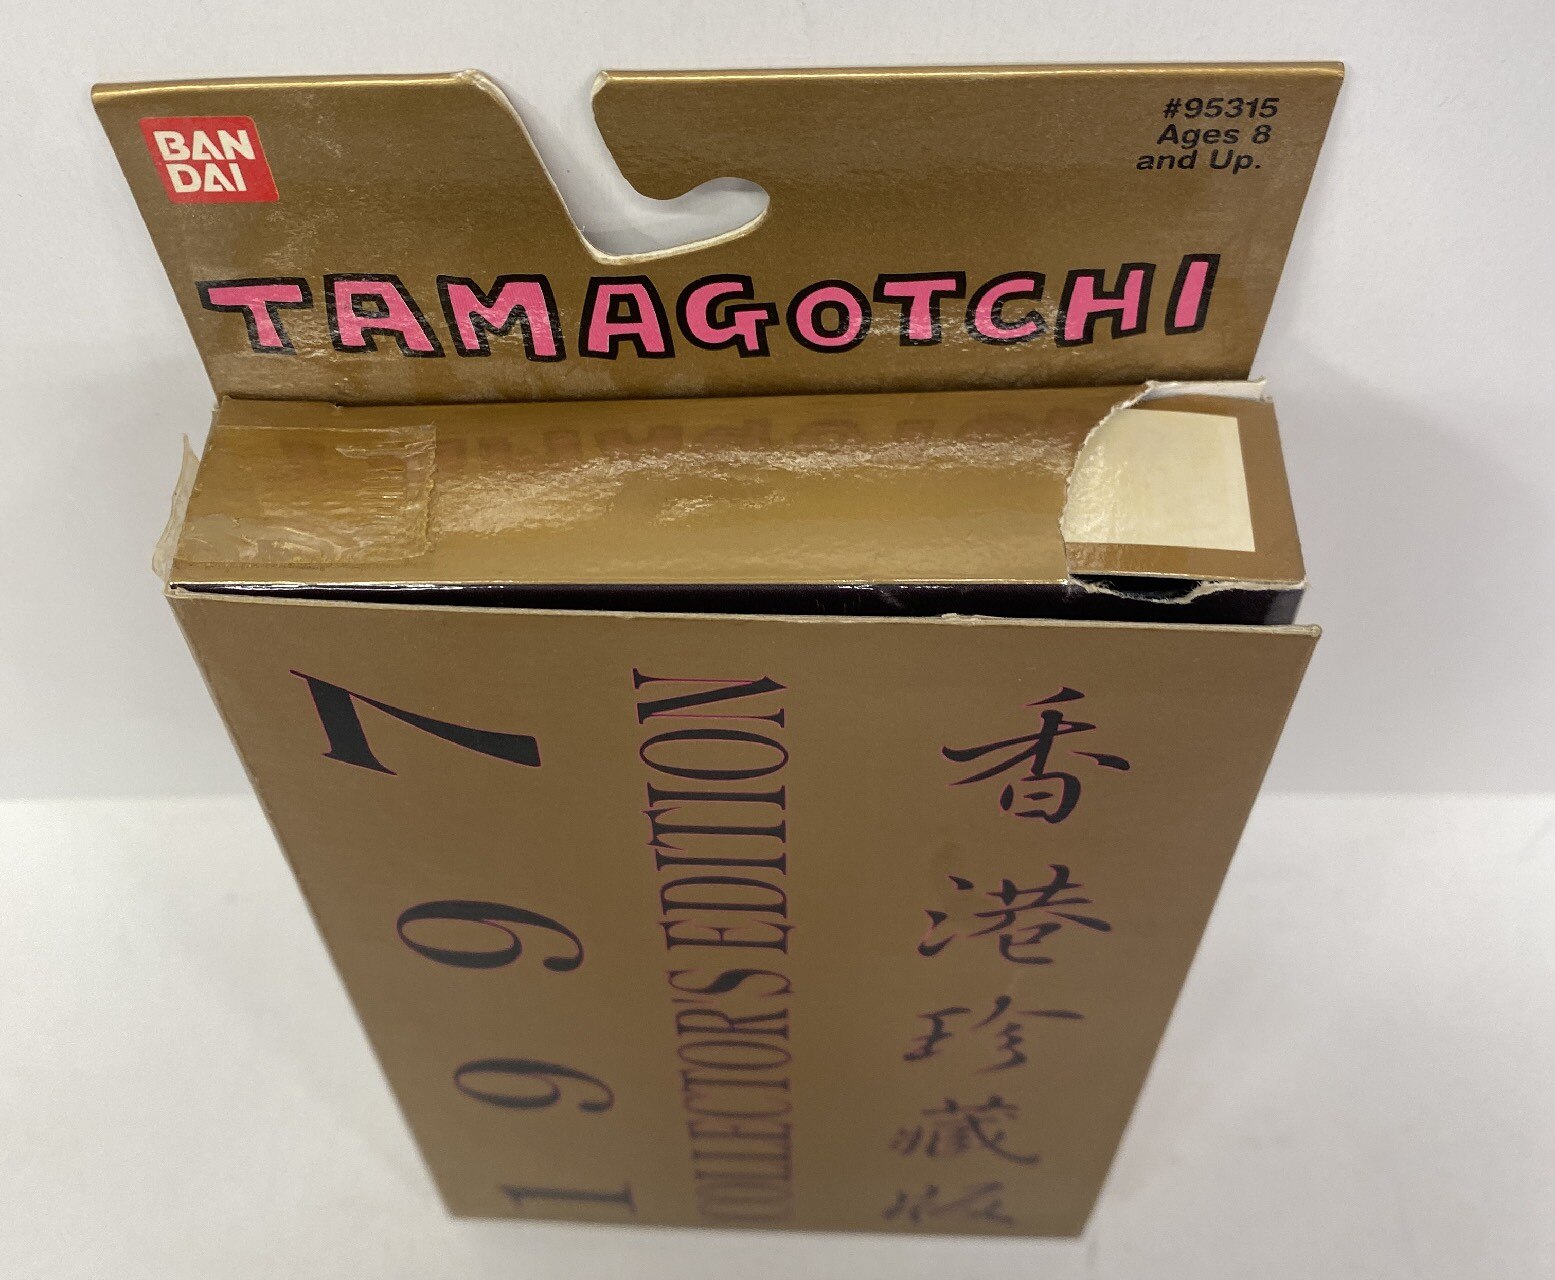 BAN
DAI
#95315
Ages 8
and Up.
TAMAGOTCHI
1997
COLLECTOR'S EDITION
香港珍藏版